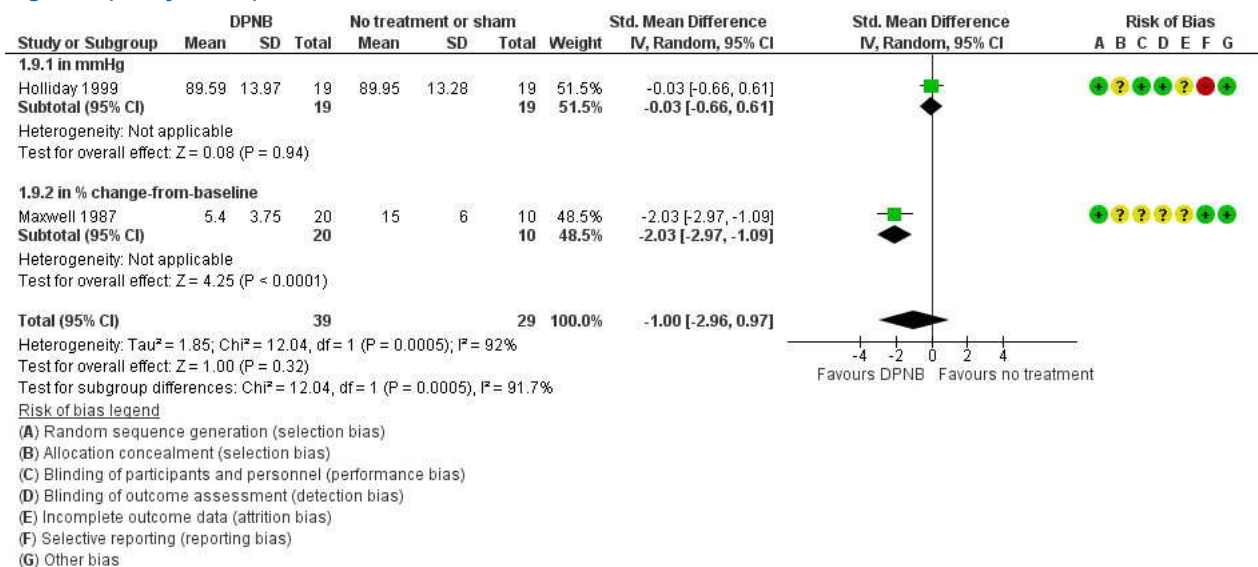 DPNB No treatment or sham Std. Mean Difference Std. Mean Difference Risk of Bias
Study or Subgroup Mean SD Total Mean SD Total Weight IV, Random, 95% CI IV, Random, 95% CI A B C D E F G
1.9.1 in mmHg
Holliday 1999 89.59 13.97 19 89.95 13.28 19 51.5% -0.03 [-0.66, 0.61] + ? + + ? - +
Subtotal (95% CI) 19 19 51.5% -0.03 [-0.66, 0.61]
Heterogeneity: Not applicable
Test for overall effect: Z = 0.08 (P = 0.94)
1.9.2 in % change-from-baseline
Maxwell 1987 5.4 3.75 20 15 6 10 48.5% -2.03 [-2.97, -1.09] + ? ? ? ? + +
Subtotal (95% CI) 20 10 48.5% -2.03 [-2.97, -1.09]
Heterogeneity: Not applicable
Test for overall effect: Z = 4.25 (P < 0.0001)
Total (95% CI) 39 29 100.0% -1.00 [-2.96, 0.97]
Heterogeneity: Tau² = 1.85; Chi² = 12.04, df = 1 (P = 0.0005); I² = 92%
Test for overall effect: Z = 1.00 (P = 0.32)
Test for subgroup differences: Chi² = 12.04, df = 1 (P = 0.0005), I² = 91.7%
-4 -2 0 2 4
Favours DPNB Favours no treatment
Risk of bias legend
(A) Random sequence generation (selection bias)
(B) Allocation concealment (selection bias)
(C) Blinding of participants and personnel (performance bias)
(D) Blinding of outcome assessment (detection bias)
(E) Incomplete outcome data (attrition bias)
(F) Selective reporting (reporting bias)
(G) Other bias